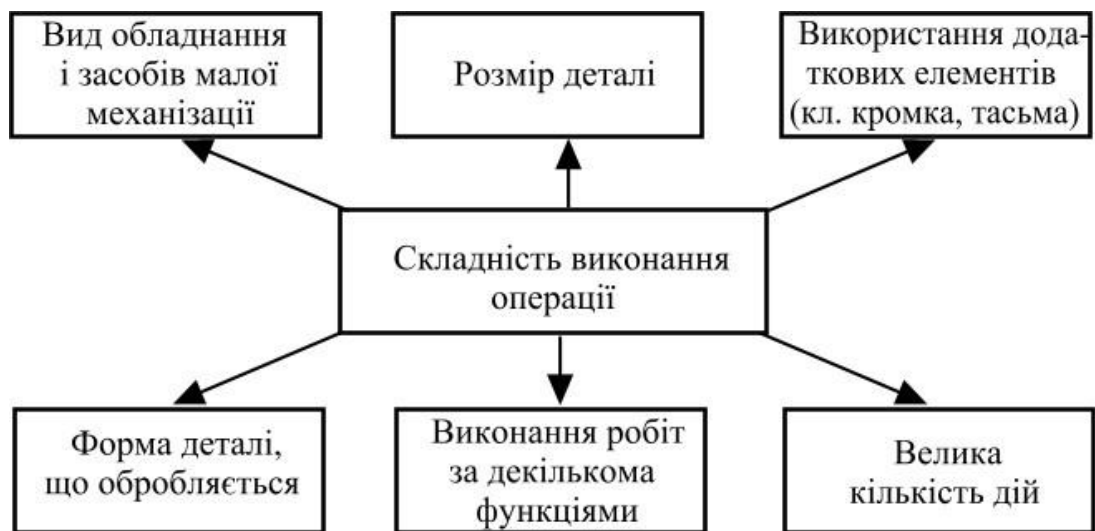 Вид обладнання
і засобів малої
механізації
Розмір деталі
Використання дода-
ткових елементів
(кл. кромка, тасьма)
Складність виконання
операції
Форма деталі,
що обробляється
Виконання робіт
за декількома
функціями
Велика
кількість дій